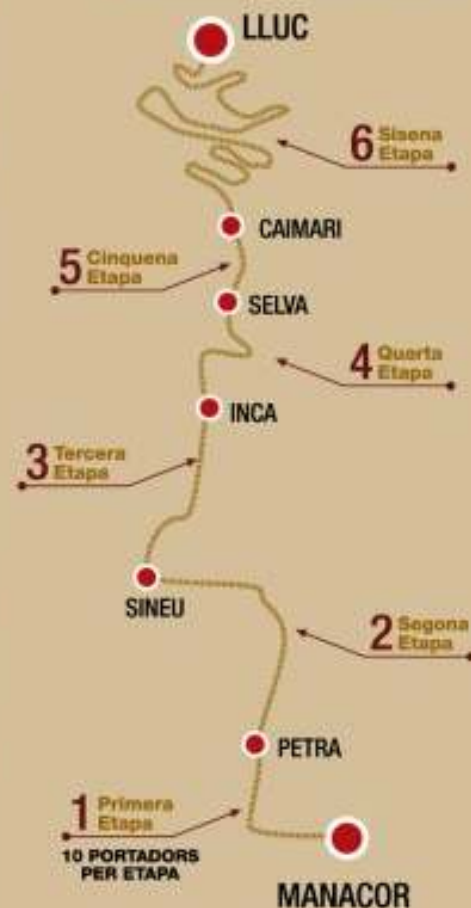 LLUC
6 Sisena
Etapa
CAIMARI
5 Cinquena
Etapa
SELVA
4 Quarta
Etapa
INCA
3 Tercera
Etapa
SINEU
2 Segona
Etapa
PETRA
1 Primera
Etapa
10 PORTADORS
PER ETAPA
MANACOR